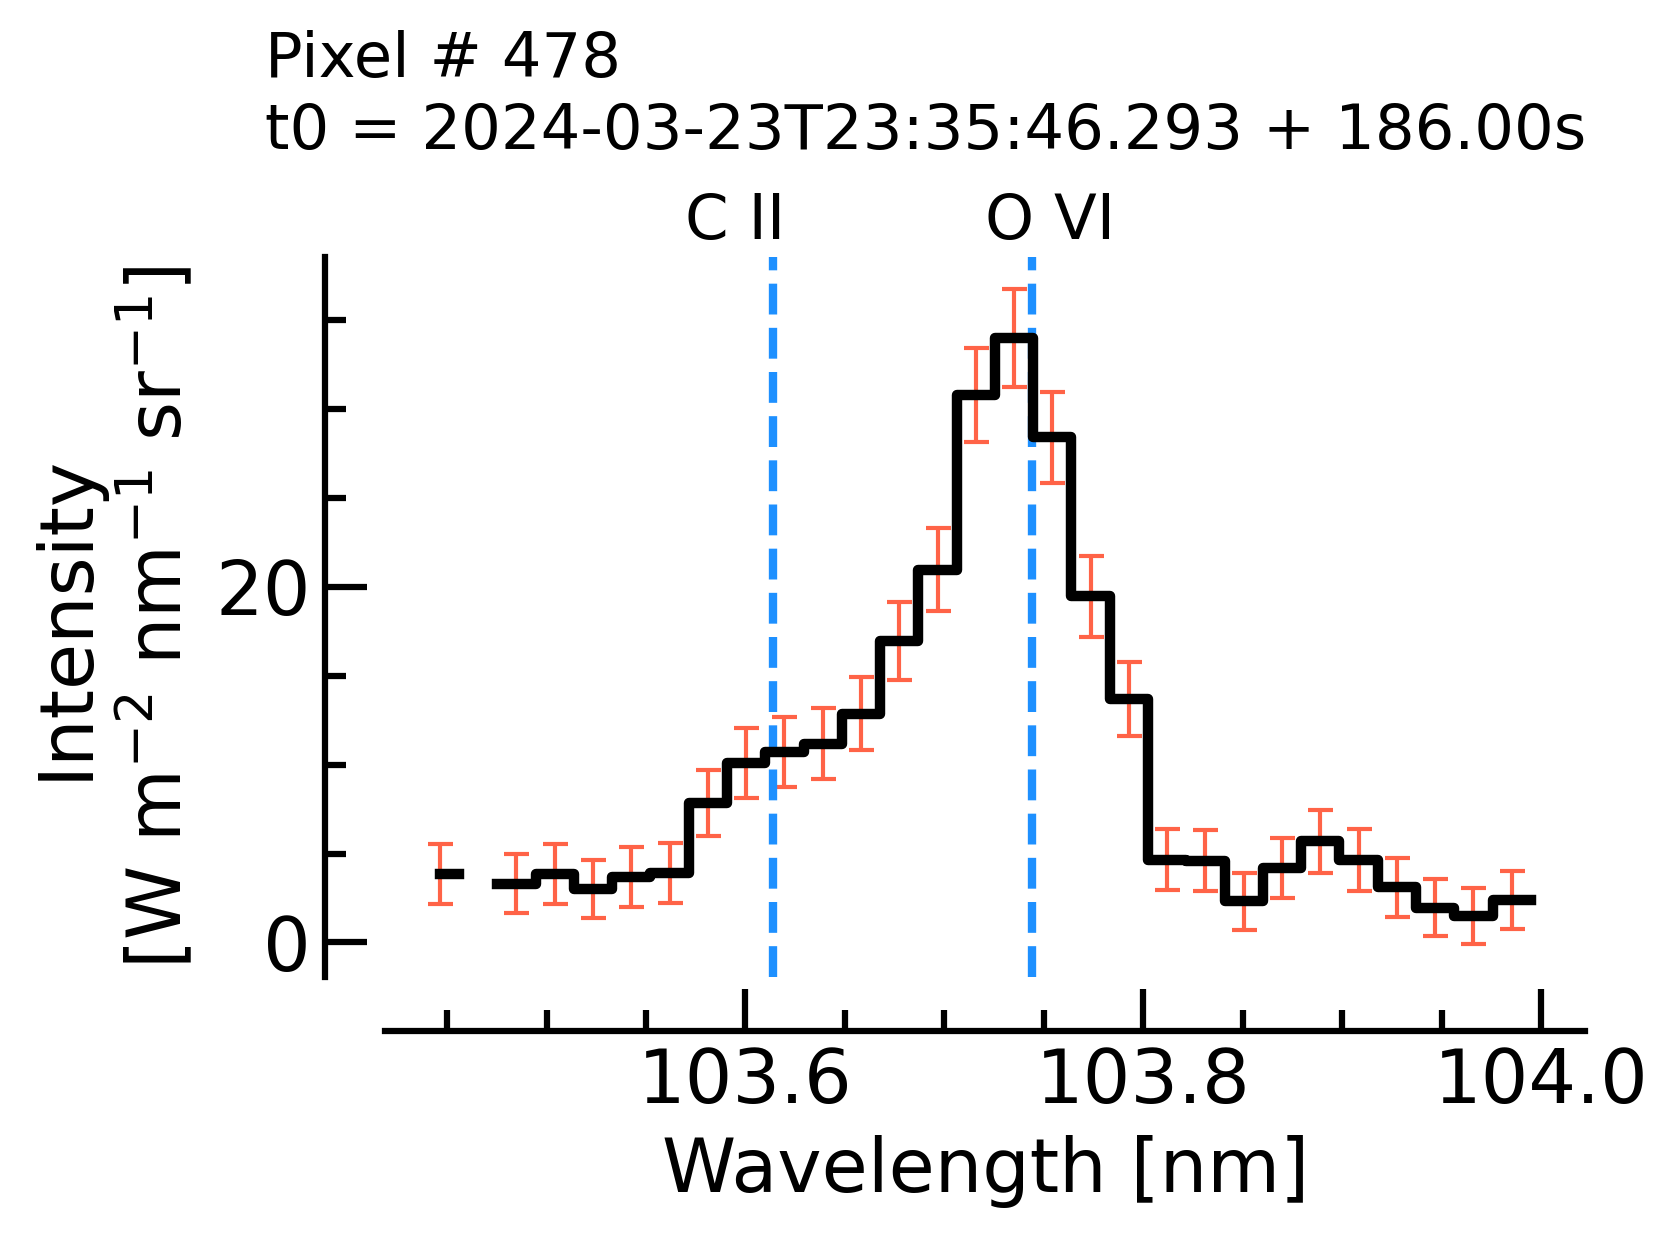 Pixel # 478
t0 = 2024-03-23T23:35:46.293 + 186.00s
C II
O VI
Intensity
[W m⁻² nm⁻¹ sr⁻¹]
20
0
103.6
103.8
104.0
Wavelength [nm]